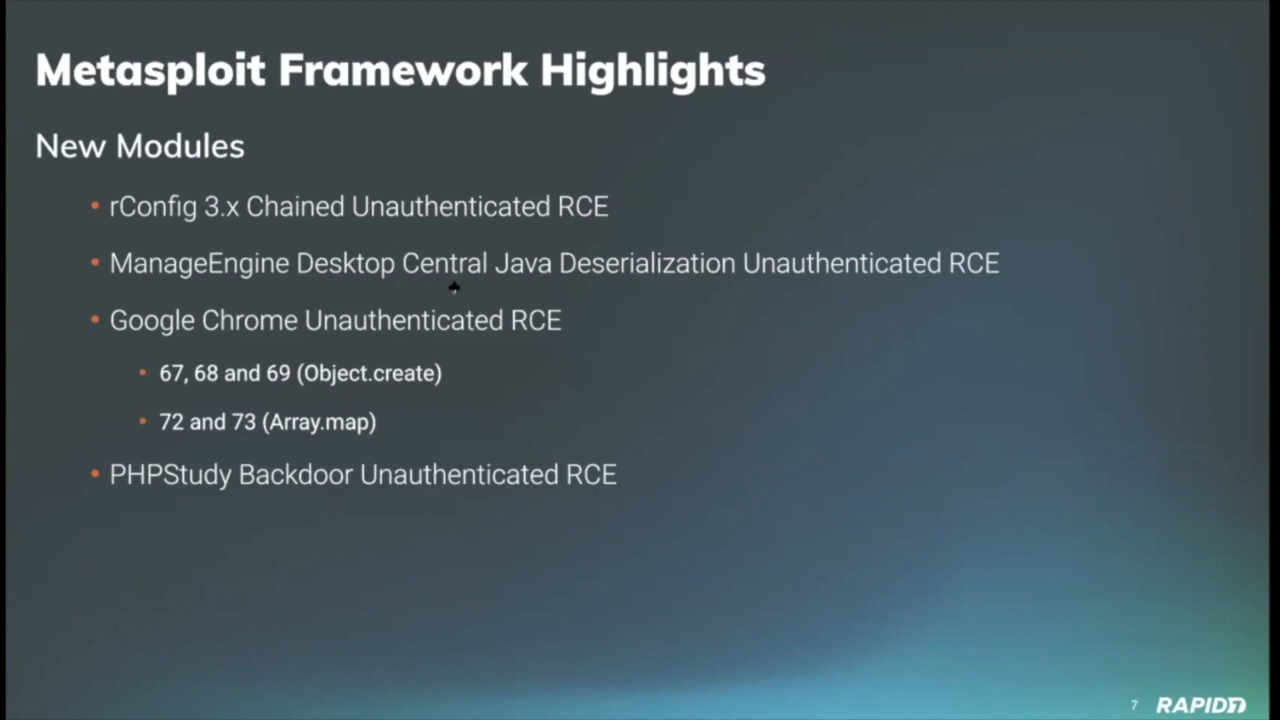 Metasploit Framework Highlights
New Modules
• rConfig 3.x Chained Unauthenticated RCE
• ManageEngine Desktop Central Java Deserialization Unauthenticated RCE
• Google Chrome Unauthenticated RCE
• 67, 68 and 69 (Object.create)
• 72 and 73 (Array.map)
• PHPStudy Backdoor Unauthenticated RCE
7 RAPID7